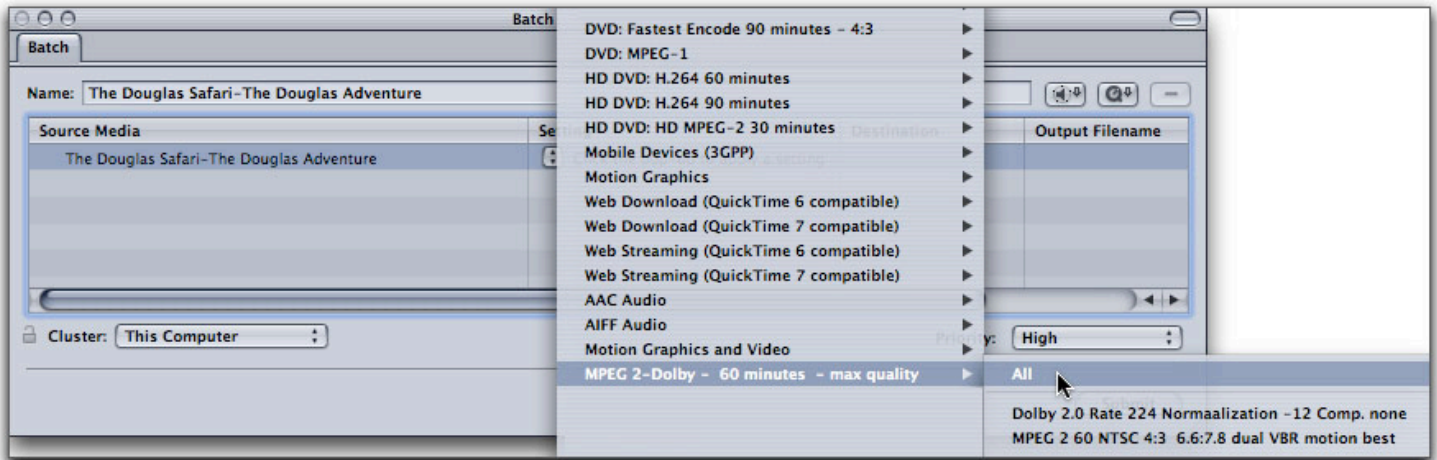 Batch
Batch
Name: The Douglas Safari-The Douglas Adventure
Source Media
Se
Destination
Output Filename
The Douglas Safari-The Douglas Adventure
DVD: Fastest Encode 90 minutes - 4:3
DVD: MPEG-1
HD DVD: H.264 60 minutes
HD DVD: H.264 90 minutes
HD DVD: HD MPEG-2 30 minutes
Mobile Devices (3GPP)
Motion Graphics
Web Download (QuickTime 6 compatible)
Web Download (QuickTime 7 compatible)
Web Streaming (QuickTime 6 compatible)
Web Streaming (QuickTime 7 compatible)
AAC Audio
AIFF Audio
Motion Graphics and Video
MPEG 2-Dolby - 60 minutes - max quality
Cluster: This Computer
Priority: High
All
Submit
Dolby 2.0 Rate 224 Normaalization -12 Comp. none
MPEG 2 60 NTSC 4:3 6.6:7.8 dual VBR motion best